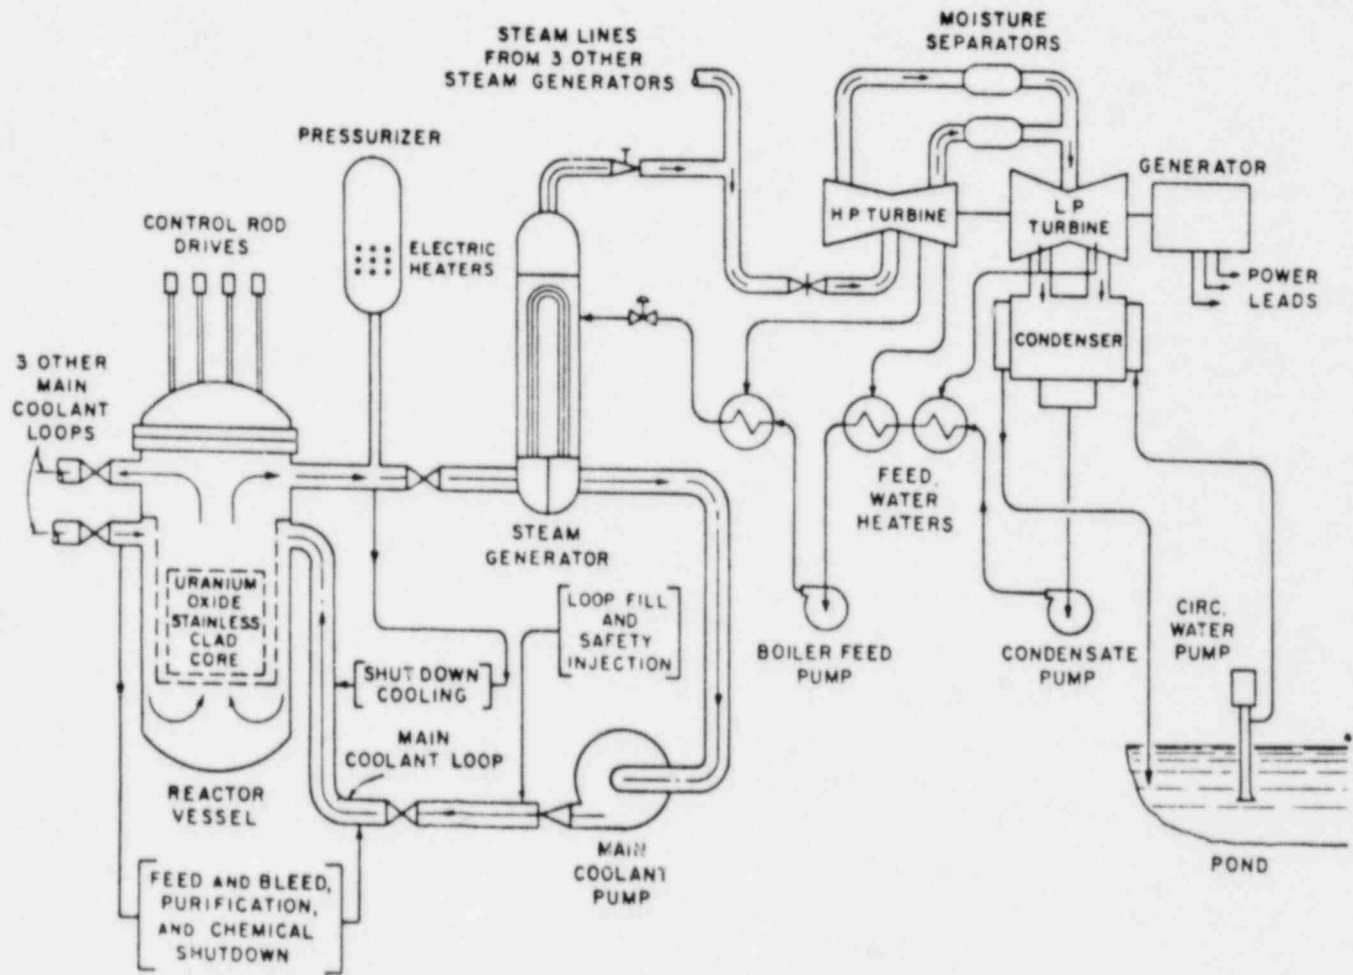 MOISTURE
SEPARATORS
STEAM LINES
FROM 3 OTHER
STEAM GENERATORS
PRESSURIZER
GENERATOR
CONTROL ROD
DRIVES
ELECTRIC
HEATERS
H P TURBINE
L P
TURBINE
POWER
LEADS
CONDENSER
3 OTHER
MAIN
COOLANT
LOOPS
FEED.
WATER
HEATERS
STEAM
GENERATOR
URANIUM
OXIDE
STAINLESS
CLAD
CORE
LOOP FILL
AND
SAFETY
INJECTION
SHUT DOWN
COOLING
BOILER FEED
PUMP
CONDENSATE
PUMP
CIRC.
WATER
PUMP
MAIN
COOLANT LOOP
REACTOR
VESSEL
MAIN
COOLANT
PUMP
POND
FEED AND BLEED,
PURIFICATION,
AND CHEMICAL
SHUTDOWN